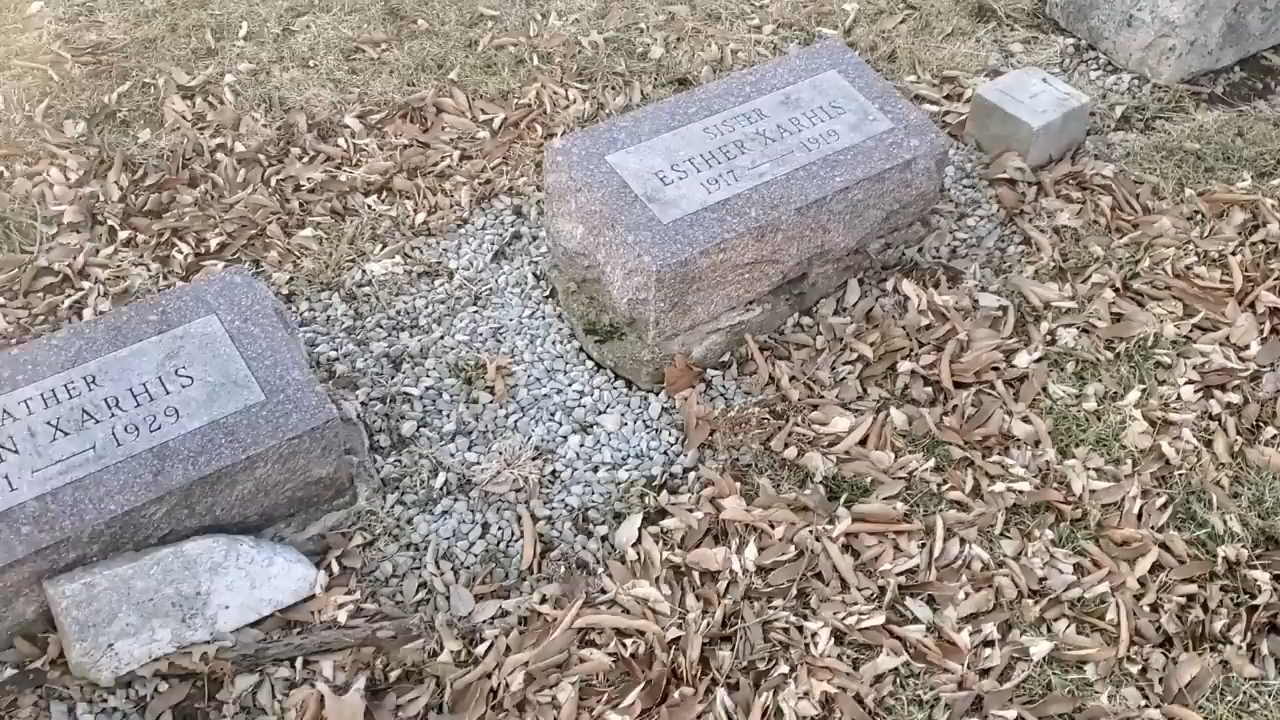 SISTER
ESTHER XARHIS
1917 — 1919
ATHER
N XARHIS
1 — 1929